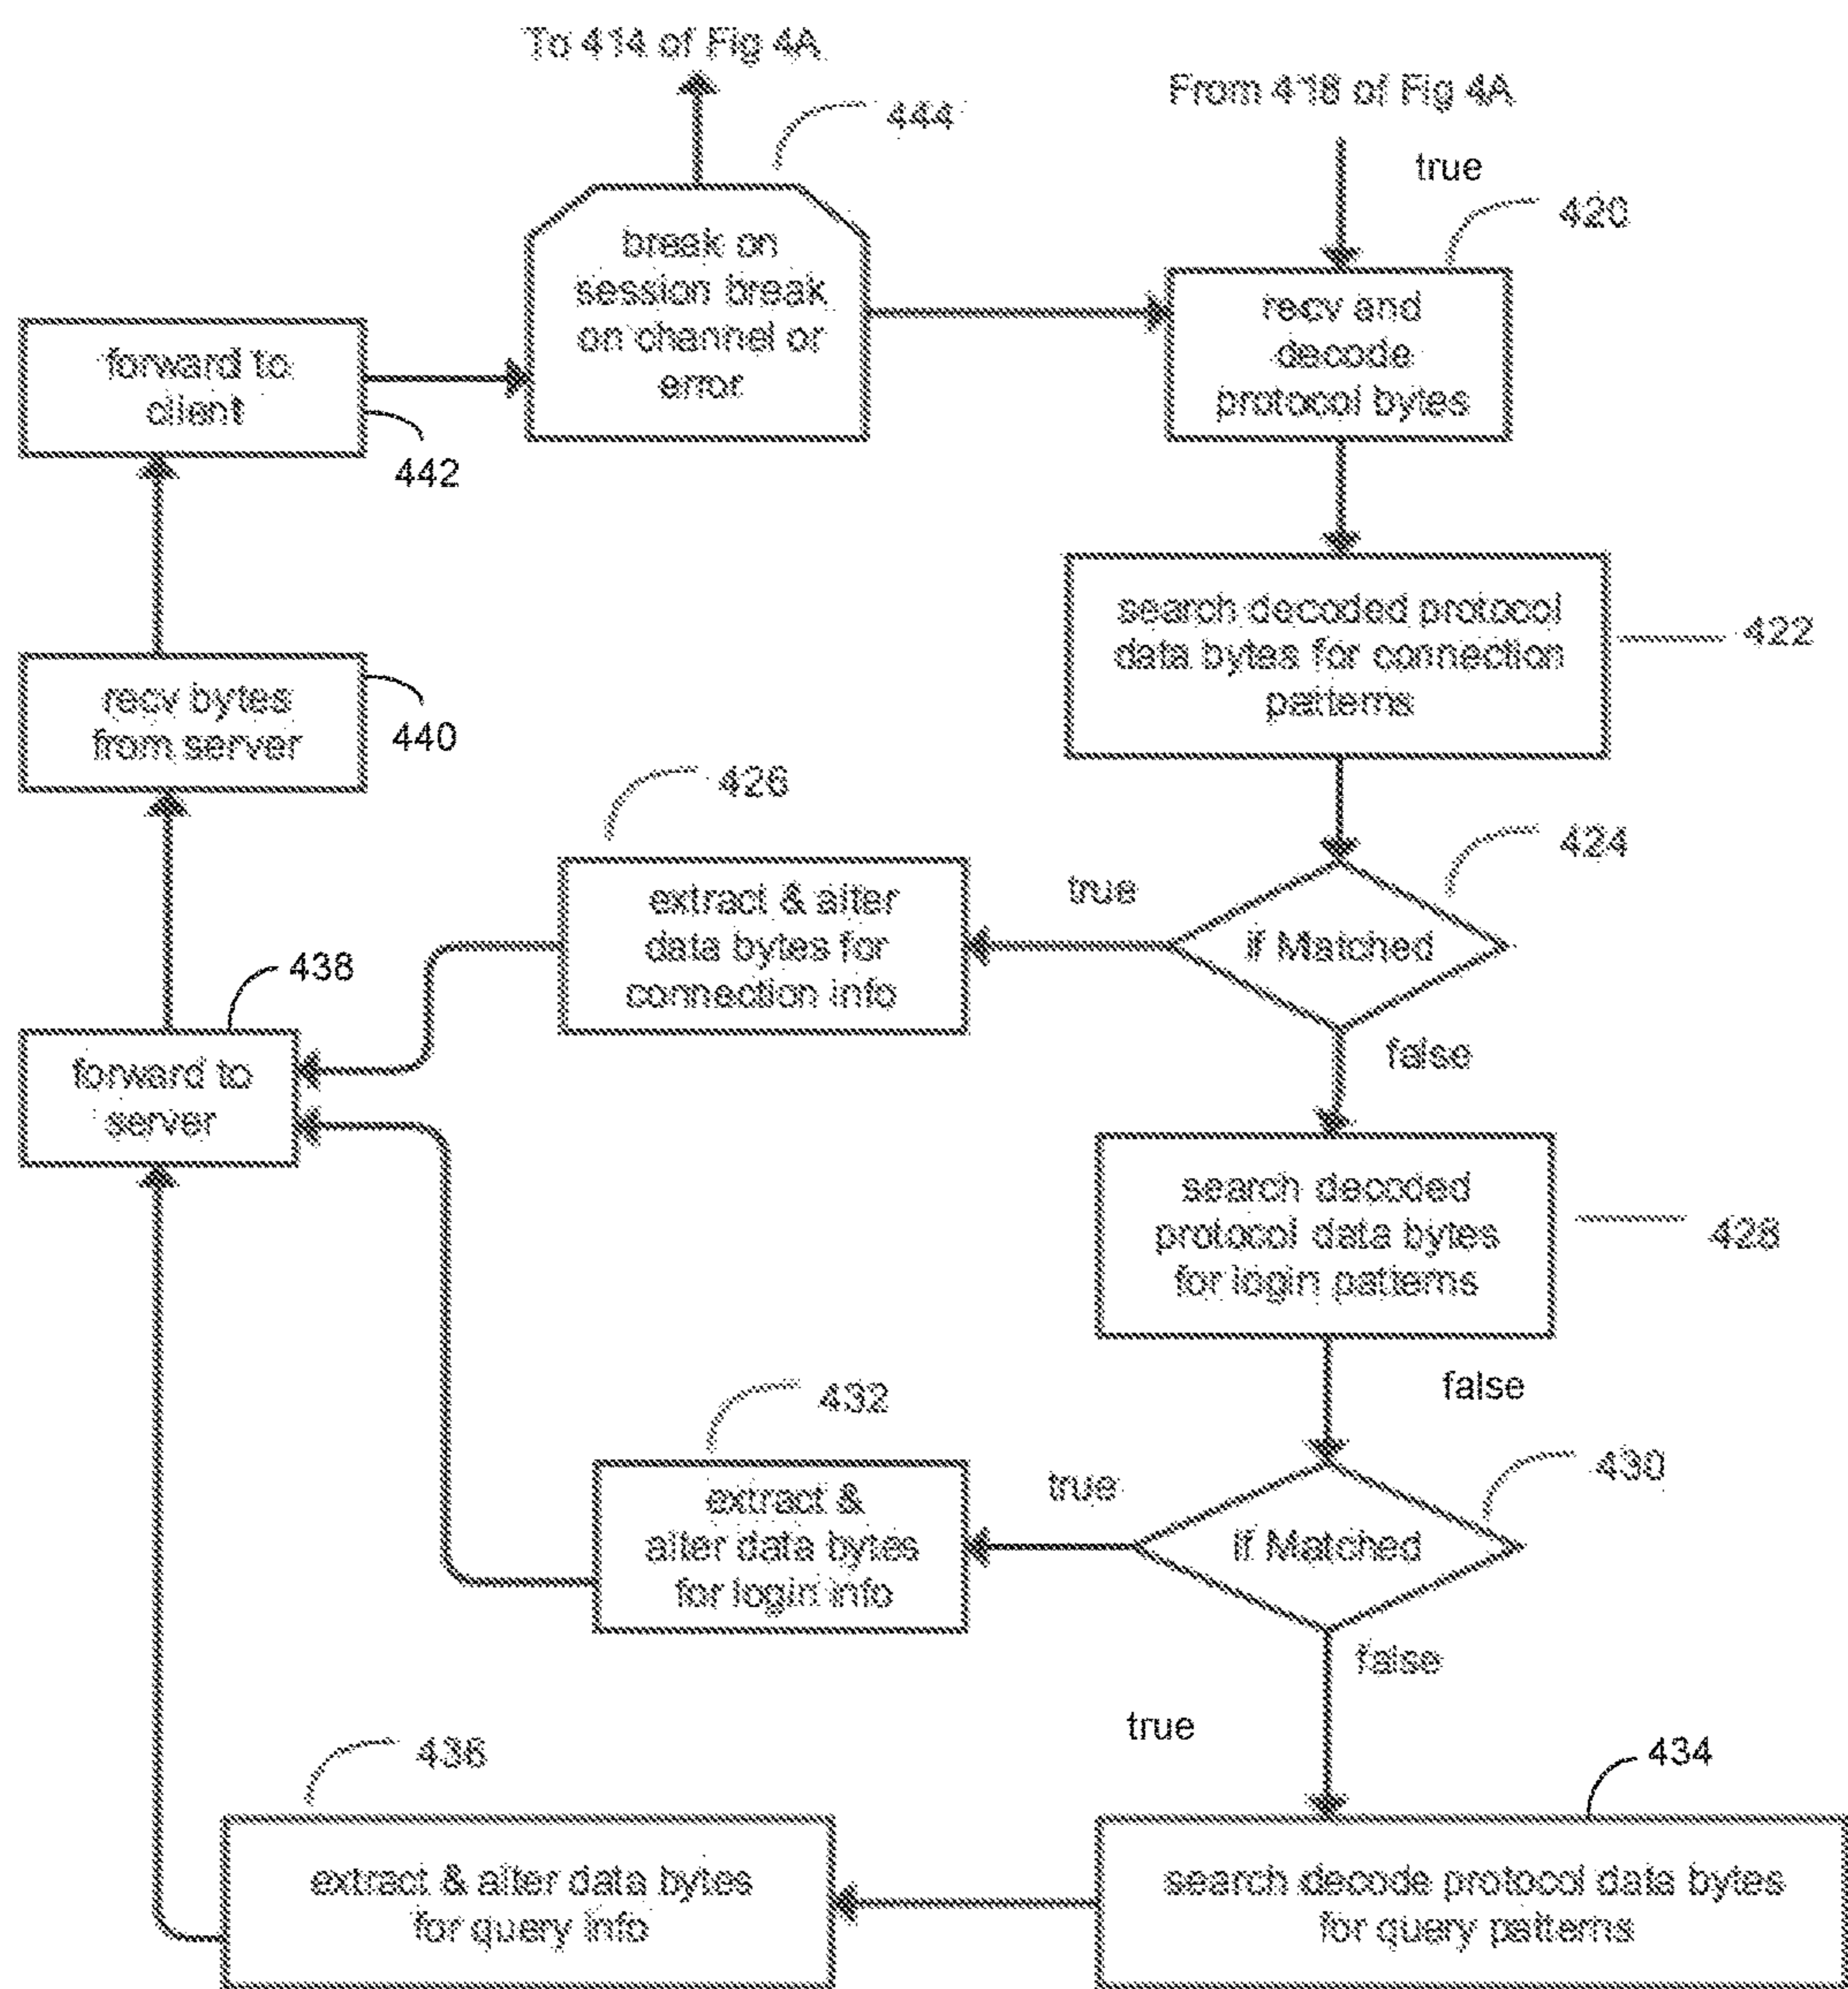 To 414 of Fig 4A
From 418 of Fig 4A
444
true
420
break on
session break
on channel or
error
recv and
decode
protocol bytes
forward to
client
442
search decoded protocol
data bytes for connection
patterns
422
recv bytes
from server
440
426
424
extract & alter
data bytes for
connection info
true
if Matched
438
false
forward to
server
search decoded
protocol data bytes
for login patterns
428
false
432
430
extract &
alter data bytes
for login info
true
if Matched
false
true
436
434
extract & alter data bytes
for query info
search decode protocol data bytes
for query patterns